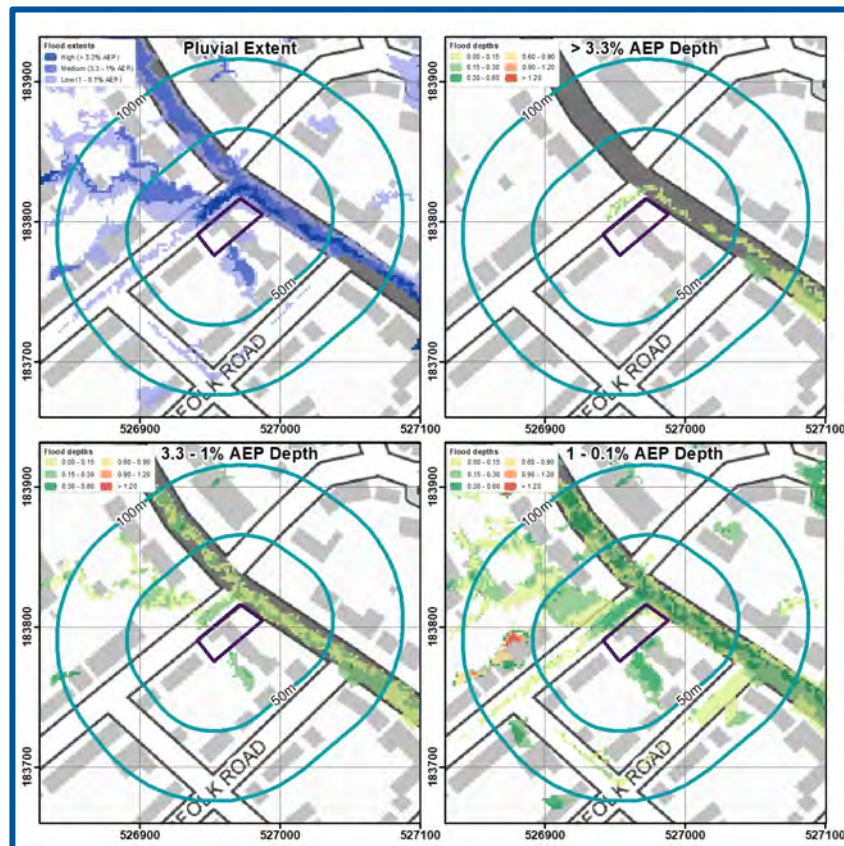 Pluvial Extent
Flood extents
High (> 3.3% AEP)
Medium (3.3 - 1% AEP)
Low (1 - 0.1% AEP)
100m
50m
FOLK ROAD
183900
183800
183700
526900
527000
> 3.3% AEP Depth
Flood depths
0.00 - 0.15
0.15 - 0.30
0.30 - 0.60
0.60 - 0.90
0.90 - 1.20
> 1.20
100m
50m
FOLK ROAD
183900
183800
183700
526900
527000
527100
3.3 - 1% AEP Depth
Flood depths
0.00 - 0.15
0.15 - 0.30
0.30 - 0.60
0.60 - 0.90
0.90 - 1.20
> 1.20
100m
50m
FOLK ROAD
183900
183800
183700
526900
527000
527100
1 - 0.1% AEP Depth
Flood depths
0.00 - 0.15
0.15 - 0.30
0.30 - 0.60
0.60 - 0.90
0.90 - 1.20
> 1.20
100m
50m
FOLK ROAD
183900
183800
183700
526900
527000
527100